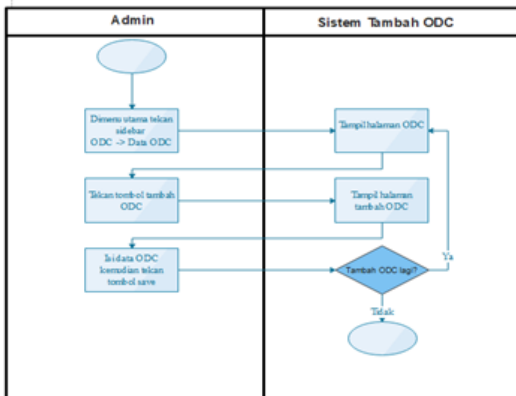 Admin
Sistem Tambah ODC
Dimenu utama tekan
sidebar
ODC -> Data ODC
Tampil halaman ODC
Tekan tombol tambah
ODC
Tampil halaman
tambah ODC
Isi data ODC
kemudian tekan
tombol save
Tambah ODC lagi?
Ya
Tidak